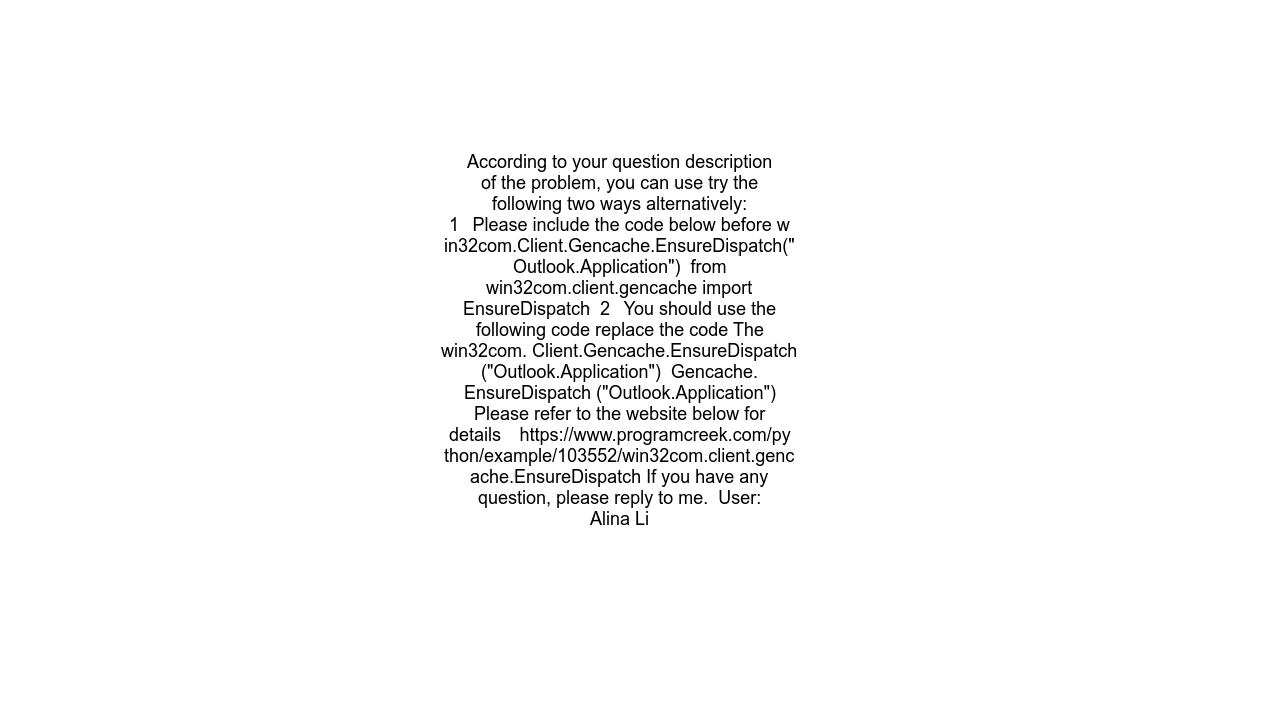 According to your question description
of the problem, you can use try the
following two ways alternatively:
1   Please include the code below before w
in32com.Client.Gencache.EnsureDispatch("
Outlook.Application")  from
win32com.client.gencache import
EnsureDispatch  2   You should use the
following code replace the code The
win32com. Client.Gencache.EnsureDispatch
("Outlook.Application")  Gencache.
EnsureDispatch ("Outlook.Application")
Please refer to the website below for
details    https://www.programcreek.com/py
thon/example/103552/win32com.client.genc
ache.EnsureDispatch If you have any
question, please reply to me.  User:
Alina Li